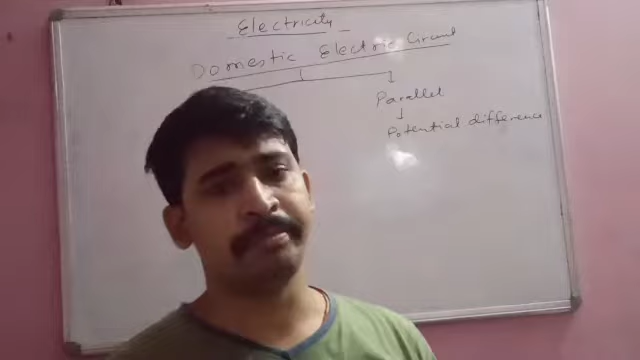 Electricity
Domestic Electric Circuit
Parallel
Potential difference